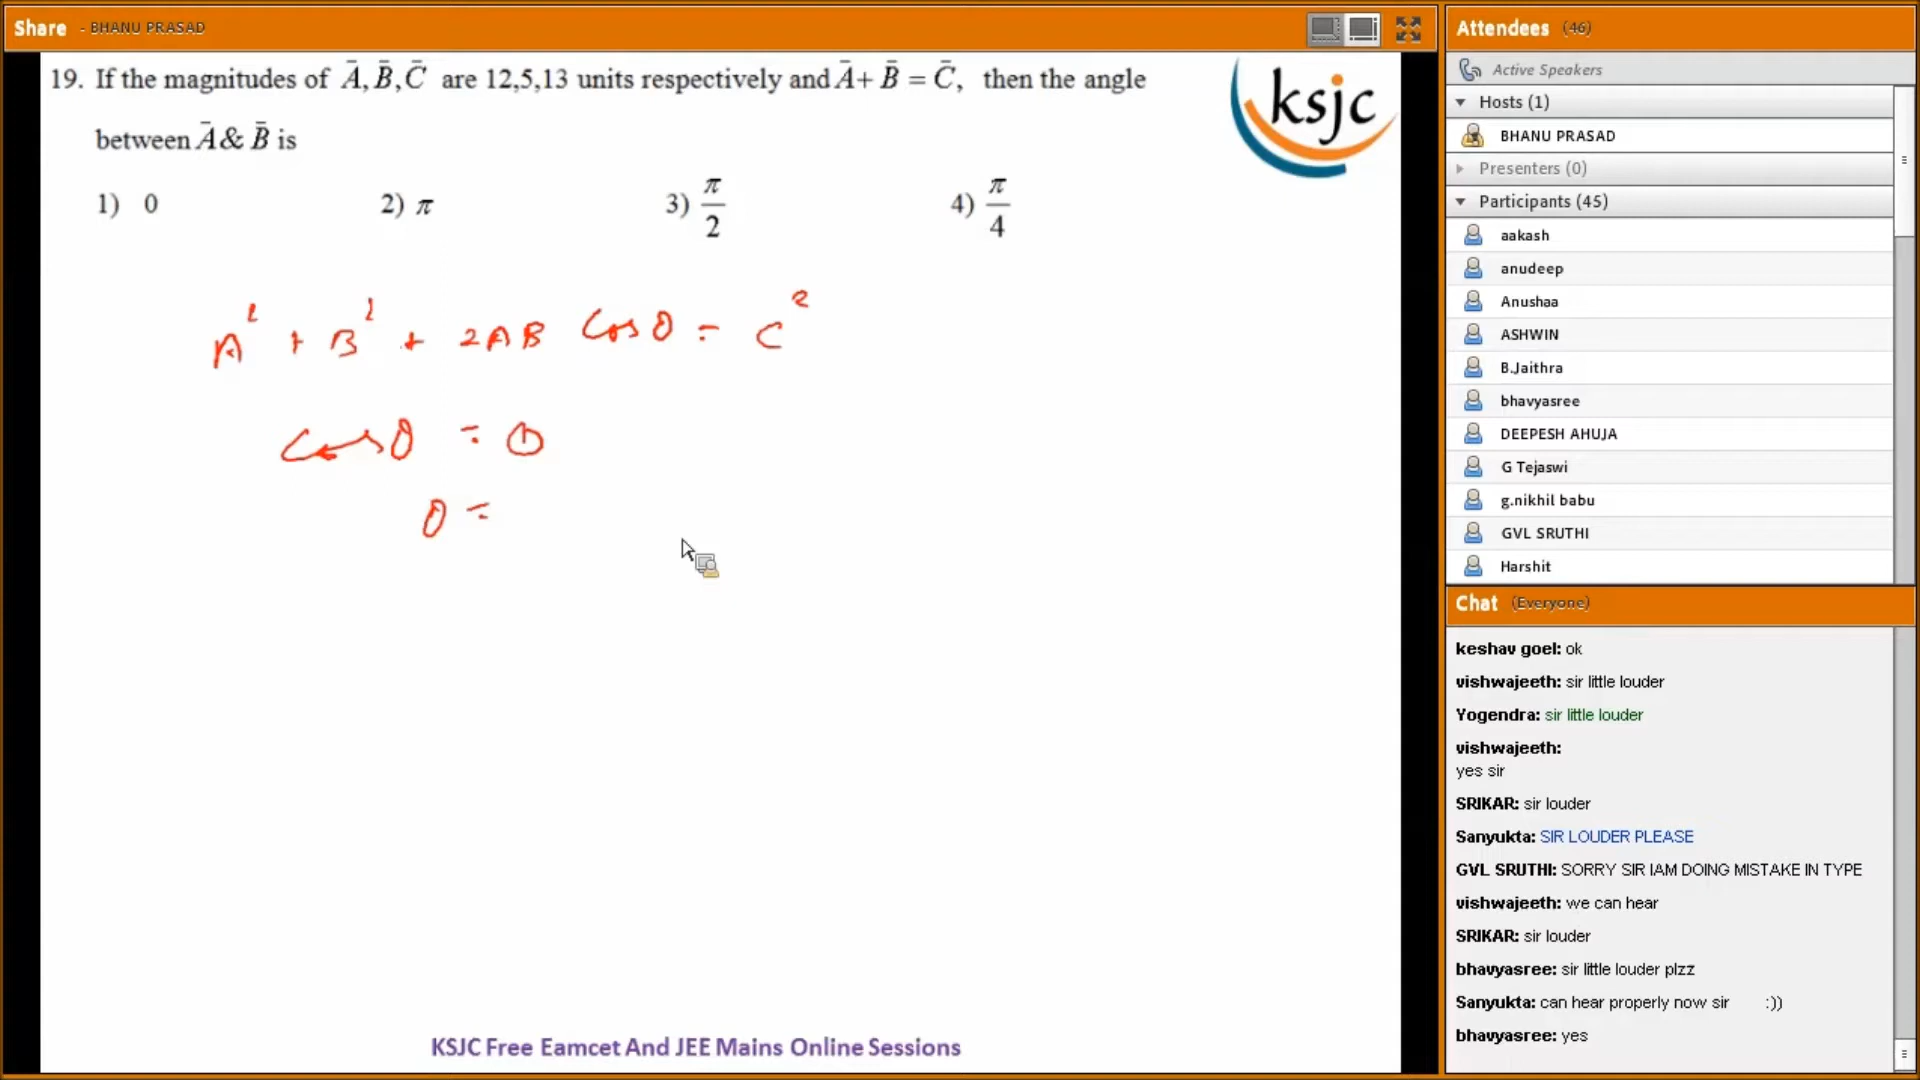 Share - BHANU PRASAD
19. If the magnitudes of Ā, B̄, C̄ are 12,5,13 units respectively and Ā + B̄ = C̄, then the angle
between Ā & B̄ is
1) 0 2) π 3) π/2 4) π/4
ksjc
A² + B² + 2AB Cos θ = C²
Cos θ = 0
θ =
KSJC Free Eamcet And JEE Mains Online Sessions
Attendees (46)
Active Speakers
Hosts (1)
BHANU PRASAD
Presenters (0)
Participants (45)
aakash
anudeep
Anushaa
ASHWIN
B.Jaithra
bhavyasree
DEEPESH AHUJA
G Tejaswi
g.nikhil babu
GVL SRUTHI
Harshit
Chat (Everyone)
keshav goel: ok
vishwajeeth: sir little louder
Yogendra: sir little louder
vishwajeeth:
yes sir
SRIKAR: sir louder
Sanyukta: SIR LOUDER PLEASE
GVL SRUTHI: SORRY SIR IAM DOING MISTAKE IN TYPE
vishwajeeth: we can hear
SRIKAR: sir louder
bhavyasree: sir little louder plzz
Sanyukta: can hear properly now sir :))
bhavyasree: yes